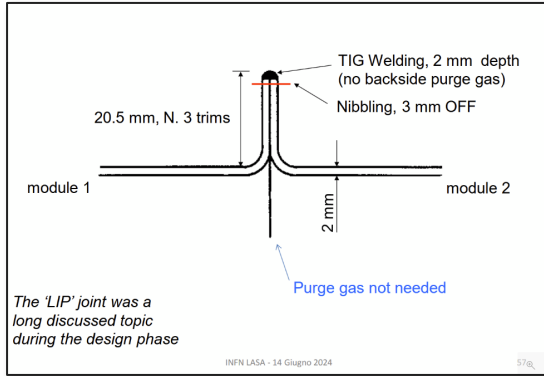 TIG Welding, 2 mm  depth
(no backside purge gas)
Nibbling, 3 mm OFF
20.5 mm, N. 3 trims
module 1
module 2
2 mm
Purge gas not needed
The ‘LIP’ joint was a
long discussed topic
during the design phase
INFN LASA - 14 Giugno 2024
57